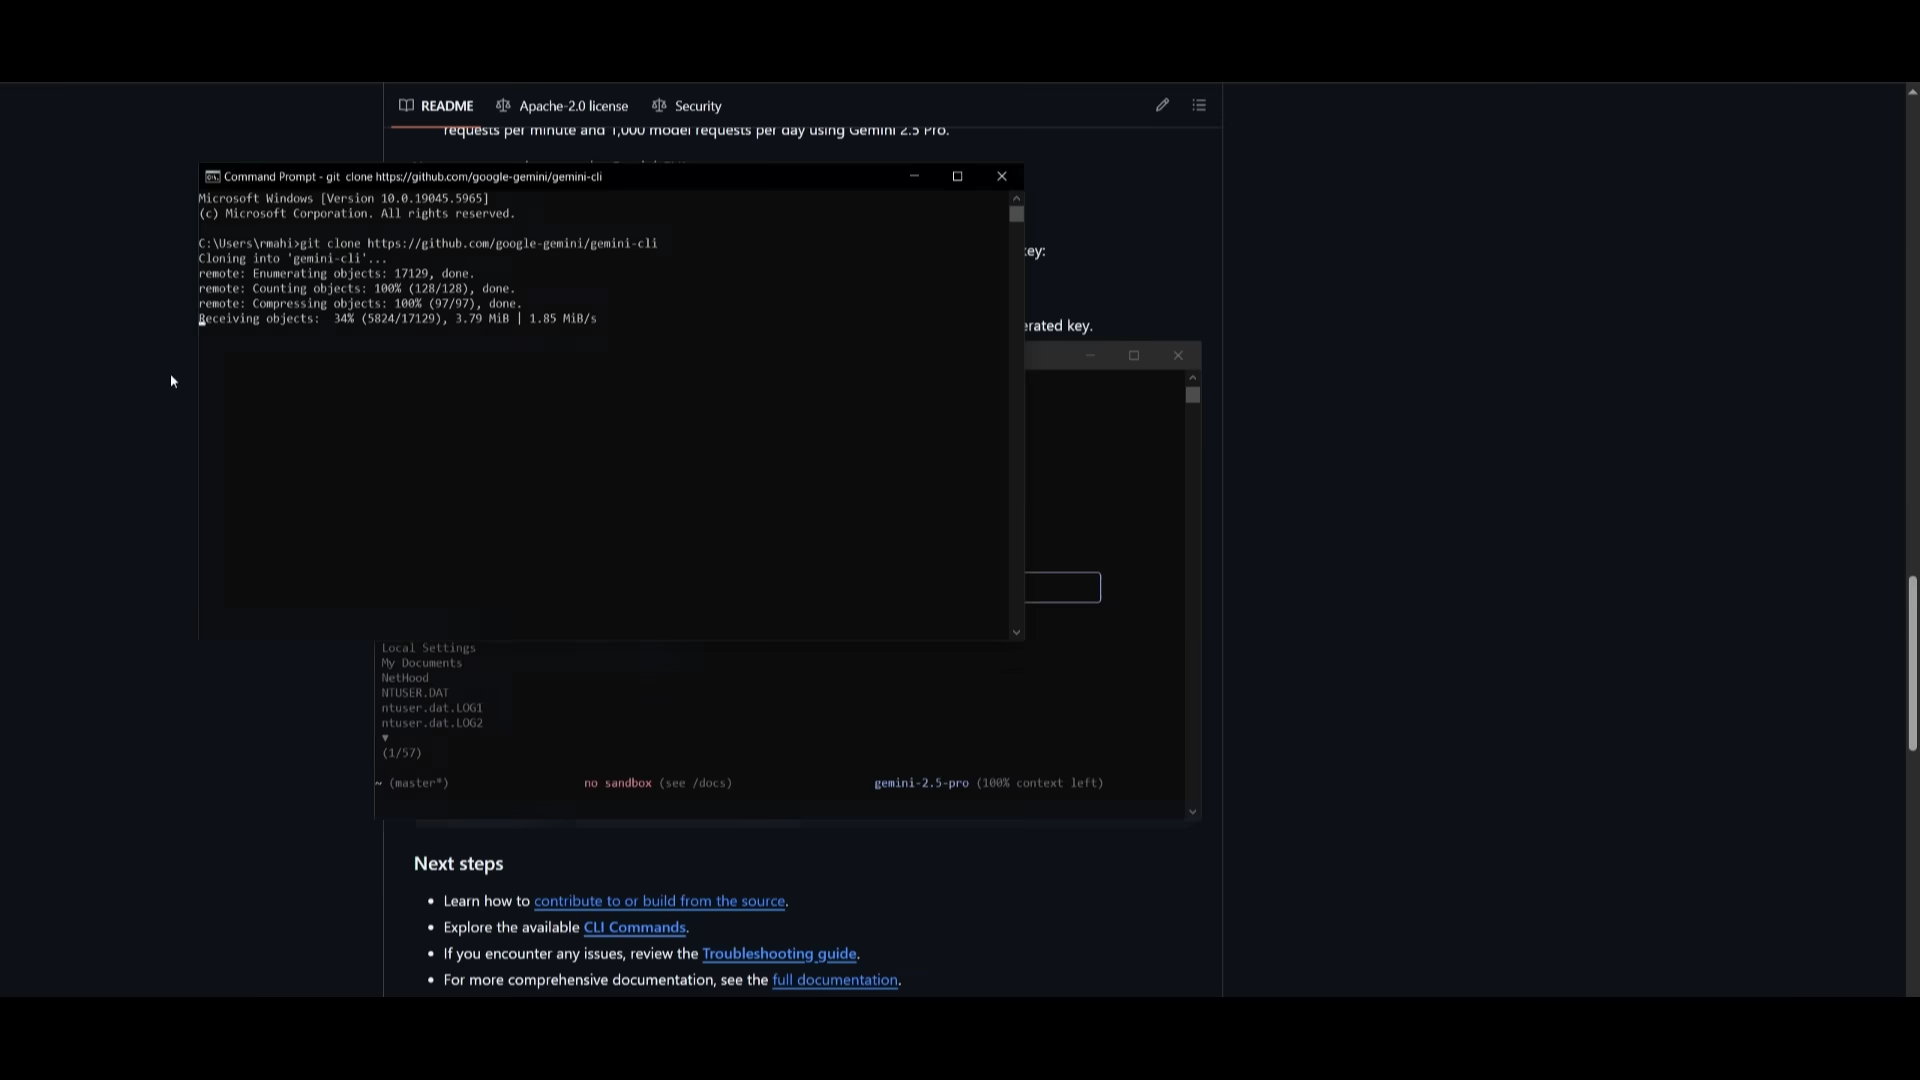 README
Apache-2.0 license
Security
requests per minute and 1,000 model requests per day using Gemini 2.5 Pro.
Command Prompt - git  clone https://github.com/google-gemini/gemini-cli
Microsoft Windows [Version 10.0.19045.5965]
(c) Microsoft Corporation. All rights reserved.
C:\Users\rmahi>git clone https://github.com/google-gemini/gemini-cli
Cloning into 'gemini-cli'...
remote: Enumerating objects: 17129, done.
remote: Counting objects: 100% (128/128), done.
remote: Compressing objects: 100% (97/97), done.
Receiving objects:  34% (5824/17129), 3.79 MiB | 1.85 MiB/s
ey:
erated key.
Local Settings
My Documents
NetHood
NTUSER.DAT
ntuser.dat.LOG1
ntuser.dat.LOG2
▼
(1/57)
~ (master*)
no sandbox (see /docs)
gemini-2.5-pro (100% context left)
Next steps
• Learn how to contribute to or build from the source.
• Explore the available CLI Commands.
• If you encounter any issues, review the Troubleshooting guide.
• For more comprehensive documentation, see the full documentation.